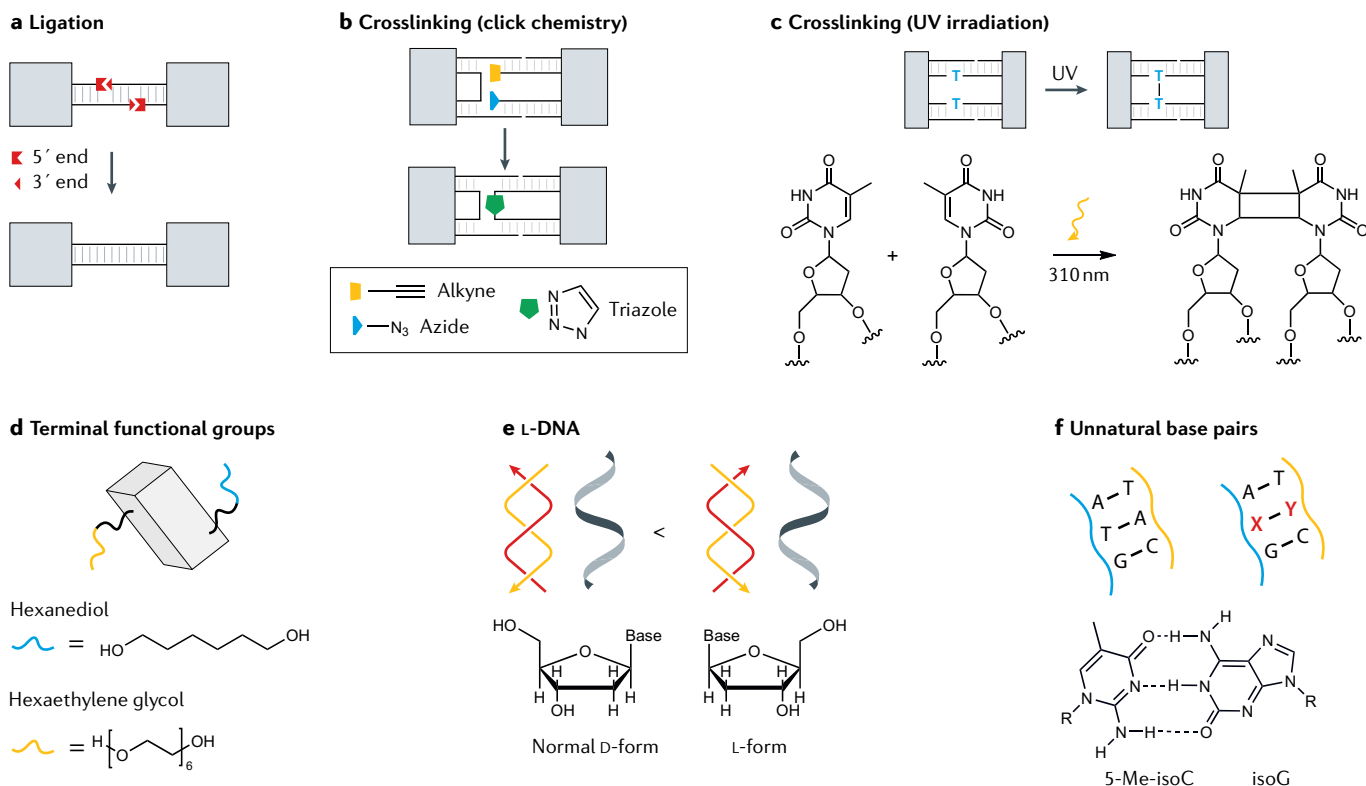 a Ligation
5′ end
3′ end
b Crosslinking (click chemistry)
Alkyne
N3 Azide
N
N
N
Triazole
c Crosslinking (UV irradiation)
T
T
UV
T
T
O
NH
O
N
O
O
O
+
O
NH
O
N
O
O
O
310 nm
O
HN
O
N
O
O
O
O
NH
O
N
O
O
O
d Terminal functional groups
Hexanediol
=
HO
OH
Hexaethylene glycol
=
H
O
OH
6
e L-DNA
<
HO
O
Base
H
H
H
H
OH
Normal D-form
Base
O
OH
H
H
H
H
OH
L-form
f Unnatural base pairs
A T
T A
G C
A T
X Y
G C
O
H
N
H
N
N
H
N
N
N
R
N
N
R
N
H
H
O
5-Me-isoC
isoG